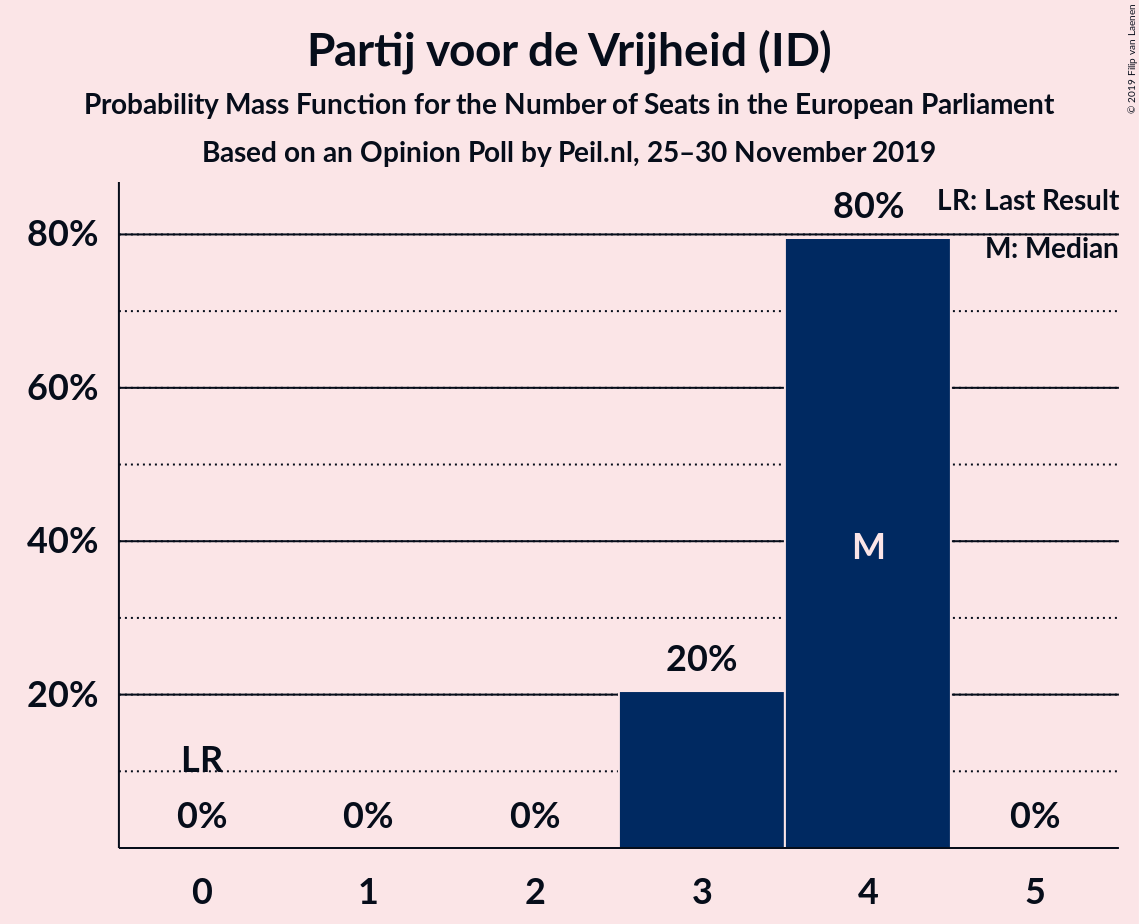 Partij voor de Vrijheid (ID)
Probability Mass Function for the Number of Seats in the European Parliament
Based on an Opinion Poll by Peil.nl, 25–30 November 2019
© 2019 Filip van Laenen
LR: Last Result
M: Median
80%
60%
40%
20%
LR
0%
0%
0%
20%
80%
M
0%
0
1
2
3
4
5